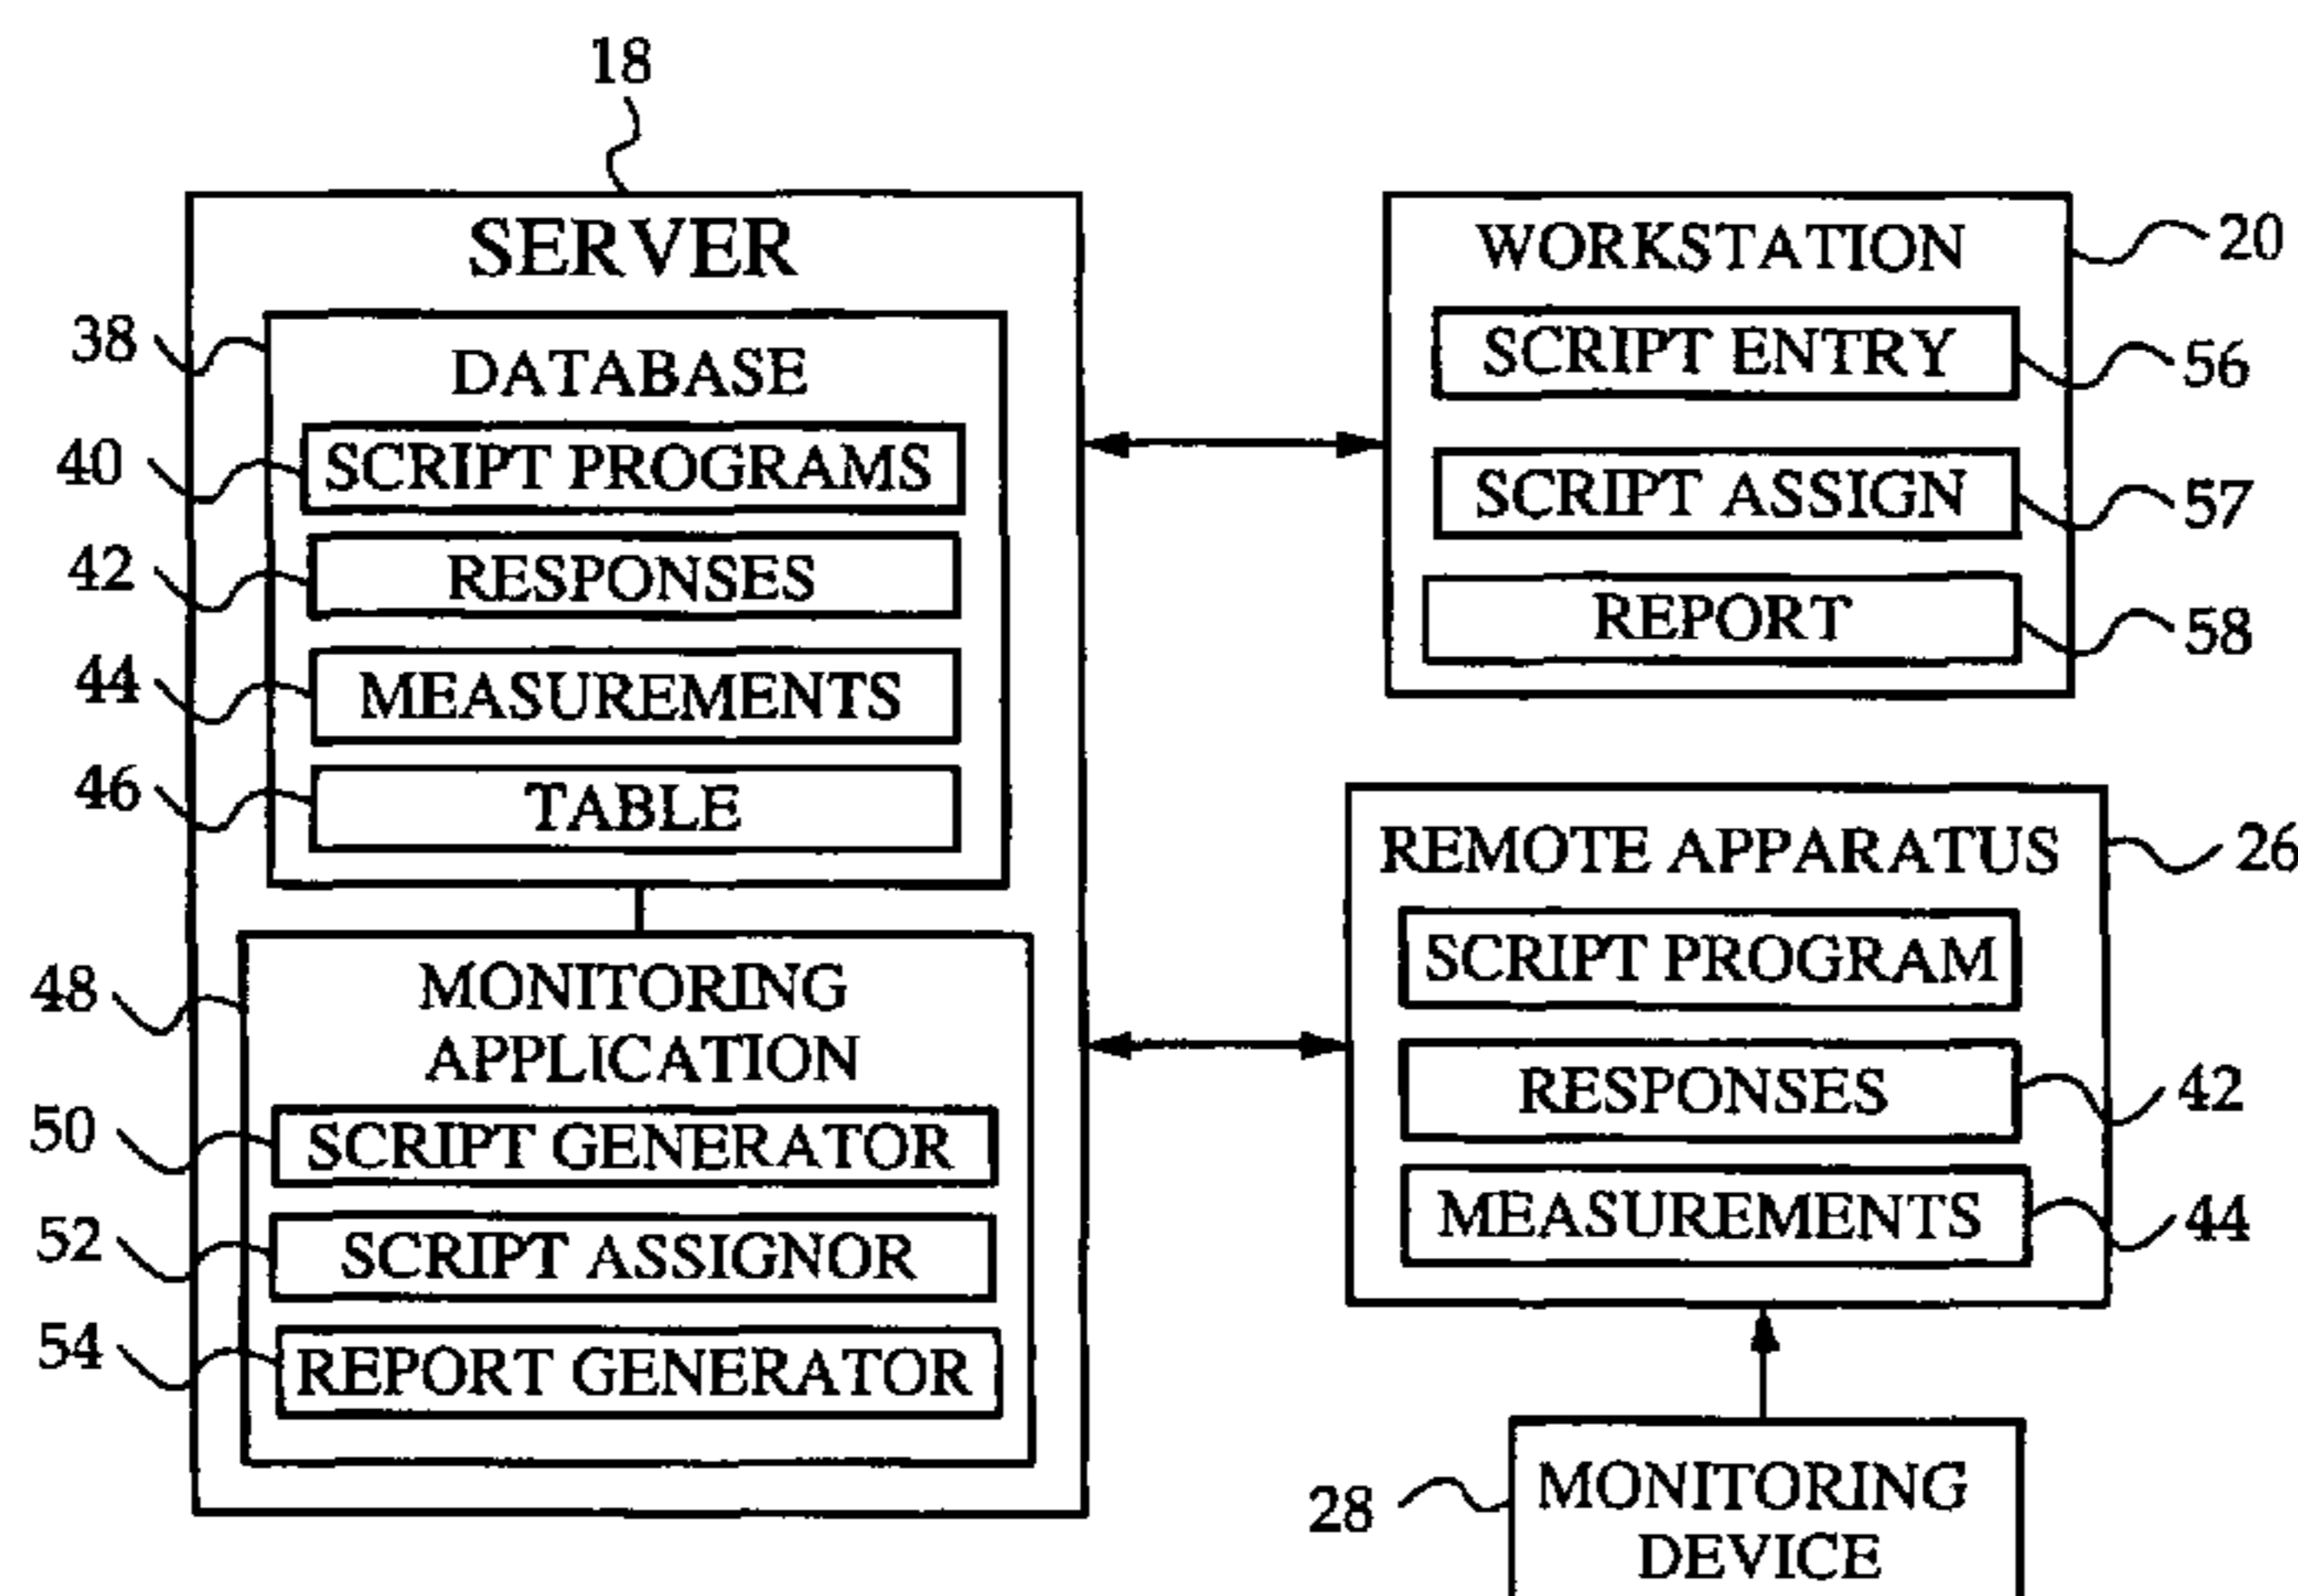 18
SERVER
38
DATABASE
40
SCRIPT PROGRAMS
42
RESPONSES
44
MEASUREMENTS
46
TABLE
48
MONITORING
APPLICATION
50
SCRIPT GENERATOR
52
SCRIPT ASSIGNOR
54
REPORT GENERATOR
WORKSTATION
20
SCRIPT ENTRY
56
SCRIPT ASSIGN
57
REPORT
58
REMOTE APPARATUS
26
SCRIPT PROGRAM
RESPONSES
42
MEASUREMENTS
44
28
MONITORING
DEVICE